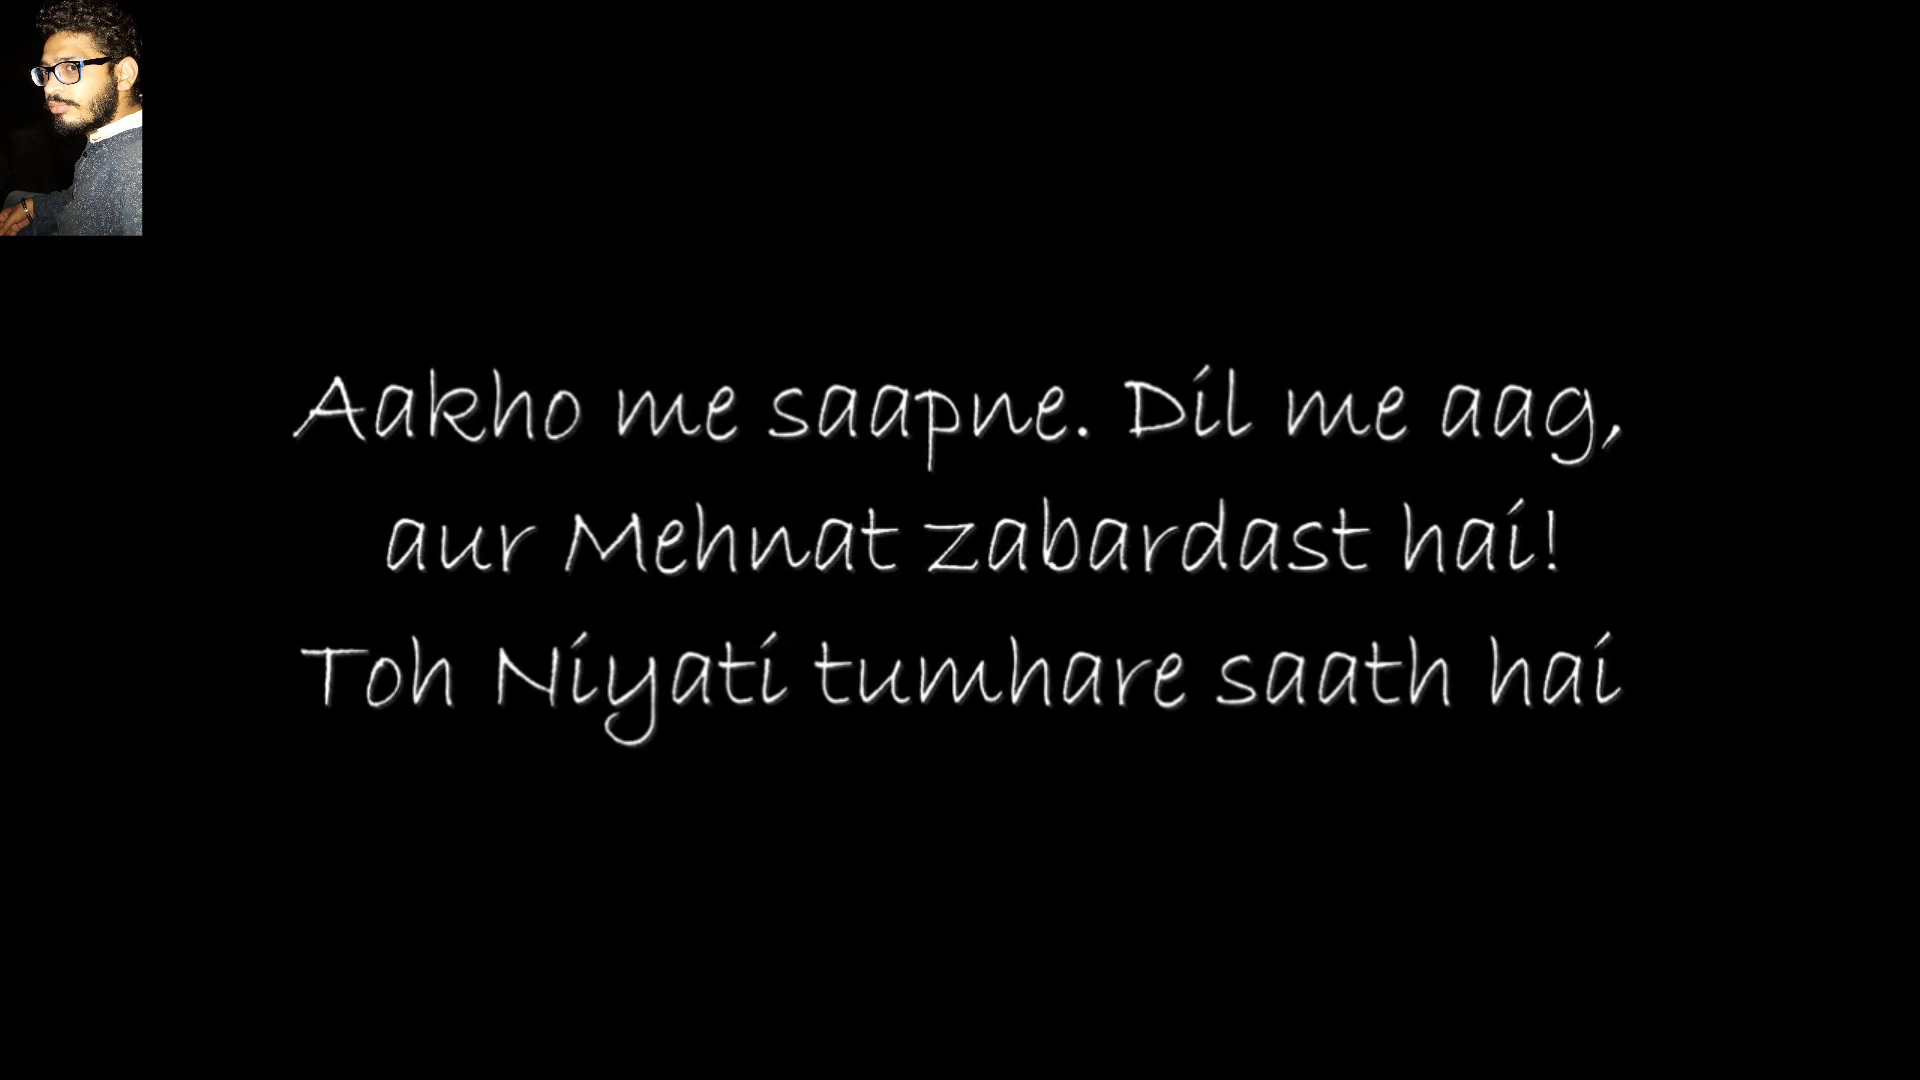 Aakho me saapne. Dil me aag,
aur Mehnat zabardast hai!
Toh Niyati tumhare saath hai